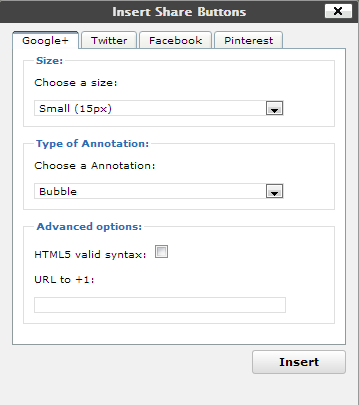 Insert Share Buttons
Google+ Twitter Facebook Pinterest
Size:
Choose a size:
Small (15px)
Type of Annotation:
Choose a Annotation:
Bubble
Advanced options:
HTML5 valid syntax:
URL to +1:
Insert